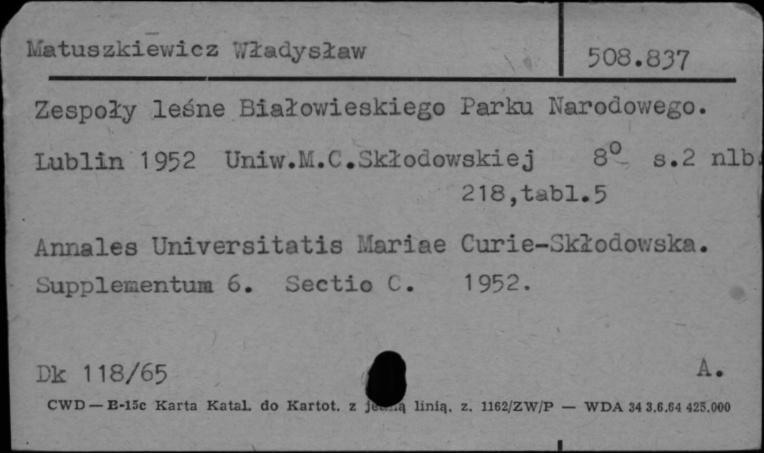 Matuszkiewicz Władysław 508.837
Zespoły leśne Białowieskiego Parku Narodowego.
Lublin 1952 Uniw.M.C.Skłodowskiej 8° s.2 nlb.
218,tabl.5
Annales Universitatis Mariae Curie-Skłodowska.
Supplementum 6. Sectio C. 1952.
Dk 118/65 A.
CWD — B-15c Karta Katal. do Kartot. z linią. z. 1162/ZW/P — WDA 34 3.6.64 425.000